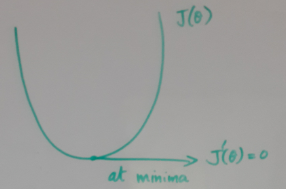 J(θ)
J'(θ) = 0
at minima